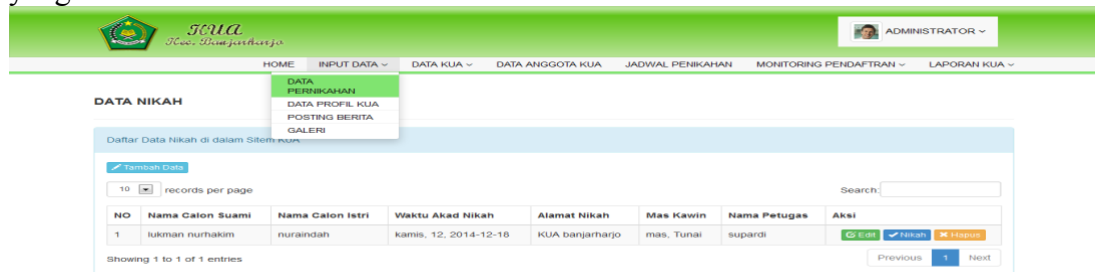 KUA
Kec. Banjarharjo
ADMINISTRATOR
HOME INPUT DATA DATA KUA DATA ANGGOTA KUA JADWAL PENIKAHAN MONITORING PENDAFTRAN LAPORAN KUA
DATA
PERNIKAHAN
DATA PROFIL KUA
POSTING BERITA
GALERI
DATA NIKAH
Daftar Data Nikah di dalam Sitem KUA
Tambah Data
10 records per page Search:
NO Nama Calon Suami Nama Calon Istri Waktu Akad Nikah Alamat Nikah Mas Kawin Nama Petugas Aksi
1 lukman nurhakim nuraindah kamis, 12, 2014-12-18 KUA banjarharjo mas, Tunai supardi Edit Nikah Hapus
Showing 1 to 1 of 1 entries Previous 1 Next